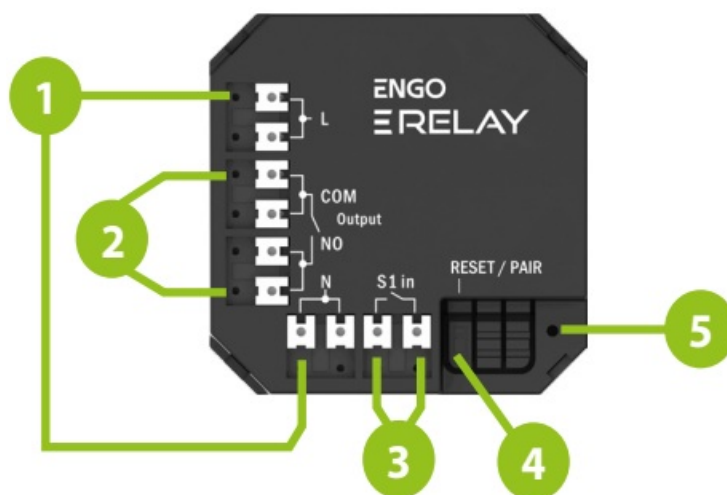 1
ENGO
ERELAY
L
COM
Output
2
NO
RESET / PAIR
N
S1 in
5
3
4